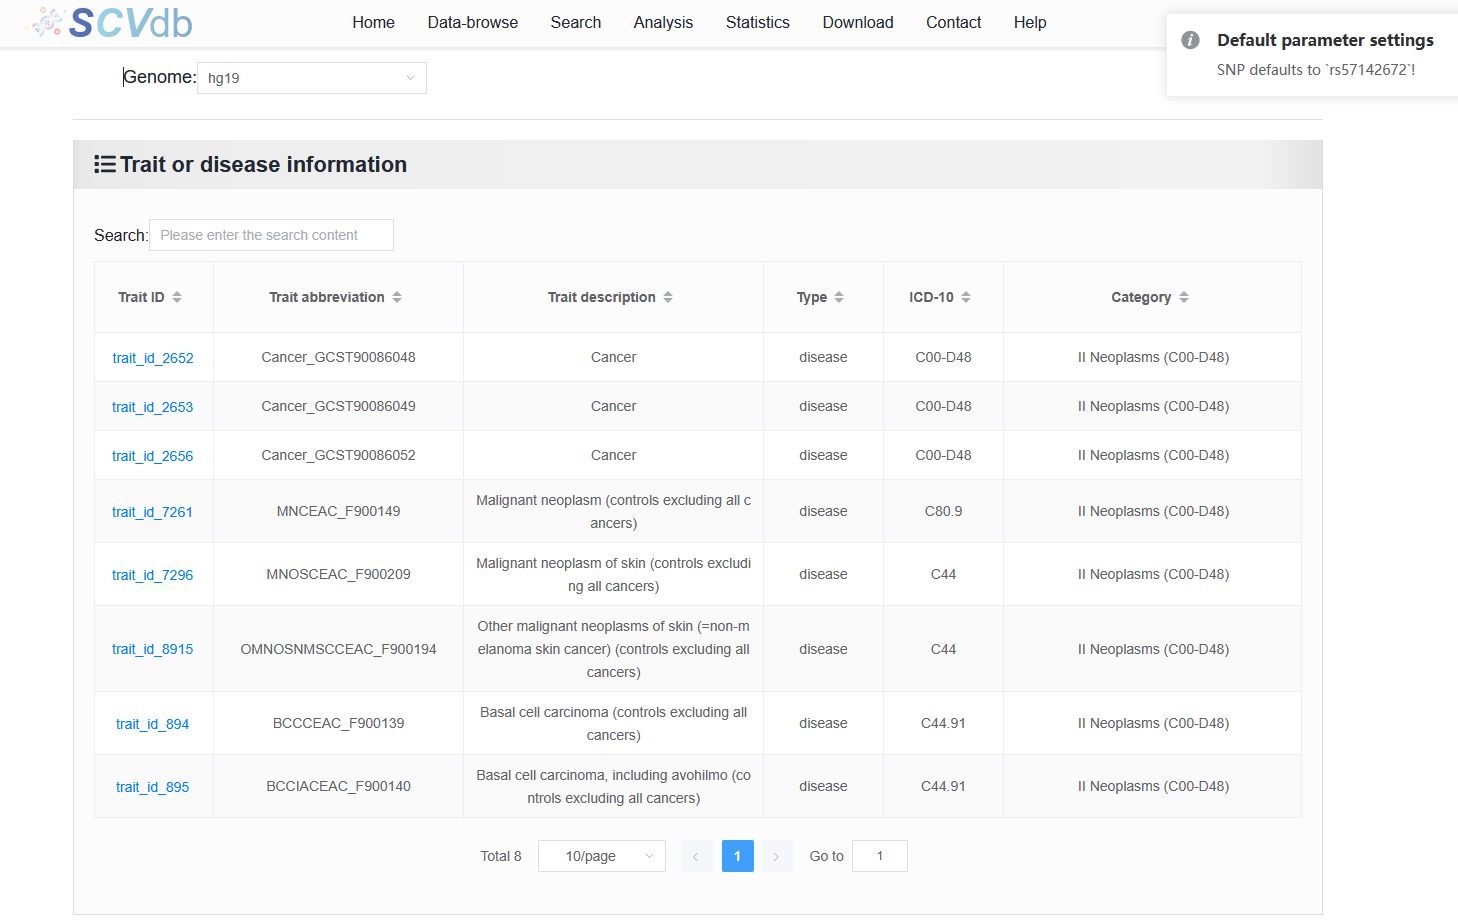 SCVdb
Home Data-browse Search Analysis Statistics Download Contact Help
Default parameter settings
SNP defaults to `rs57142672`!
Genome: hg19
Trait or disease information
Search: Please enter the search content
Trait ID Trait abbreviation Trait description Type ICD-10 Category
trait_id_2652 Cancer_GCST90086048 Cancer disease C00-D48 II Neoplasms (C00-D48)
trait_id_2653 Cancer_GCST90086049 Cancer disease C00-D48 II Neoplasms (C00-D48)
trait_id_2656 Cancer_GCST90086052 Cancer disease C00-D48 II Neoplasms (C00-D48)
trait_id_7261 MNCEAC_F900149 Malignant neoplasm (controls excluding all c
ancers) disease C80.9 II Neoplasms (C00-D48)
trait_id_7296 MNOSCEAC_F900209 Malignant neoplasm of skin (controls excludi
ng all cancers) disease C44 II Neoplasms (C00-D48)
trait_id_8915 OMNOSNMSCCEAC_F900194 Other malignant neoplasms of skin (=non-m
elanoma skin cancer) (controls excluding all
cancers) disease C44 II Neoplasms (C00-D48)
trait_id_894 BCCCEAC_F900139 Basal cell carcinoma (controls excluding all
cancers) disease C44.91 II Neoplasms (C00-D48)
trait_id_895 BCCIACEAC_F900140 Basal cell carcinoma, including avohilmo (co
ntrols excluding all cancers) disease C44.91 II Neoplasms (C00-D48)
Total 8 10/page 1 Go to 1